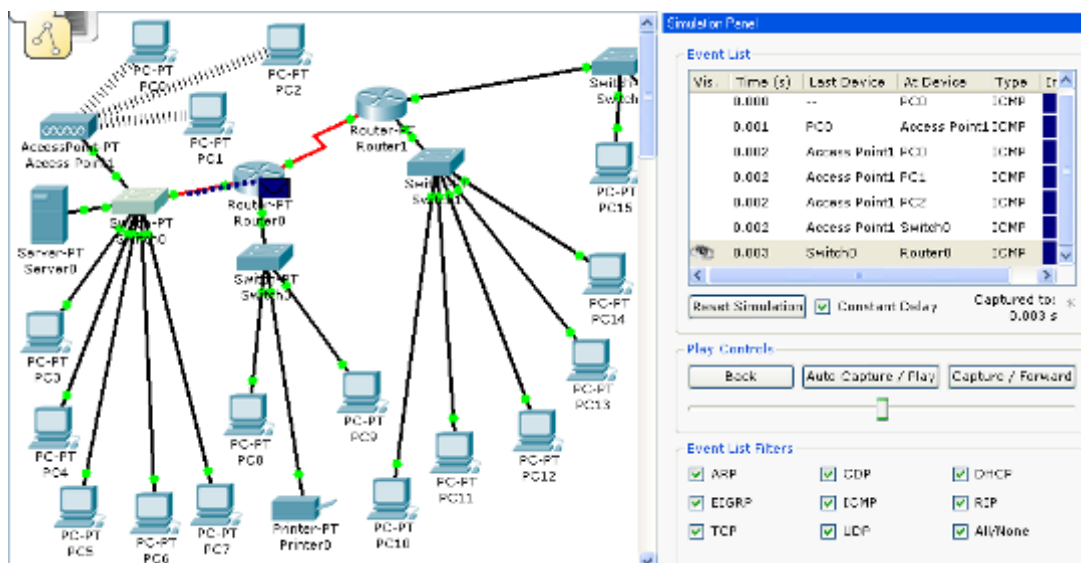 PC-PT
PC0
PC-PT
PC2
PC-PT
PC1
AccessPoint-PT
Access Point1
Router-PT
Router1
Switch
PC-PT
PC15
Server-PT
Server0
Switch-PT
Switch0
Router-PT
Router0
Switch-PT
PC-PT
PC14
PC-PT
PC13
PC-PT
PC3
PC-PT
PC4
PC-PT
PC5
PC-PT
PC6
PC-PT
PC7
PC-PT
PC8
PC-PT
PC9
Printer-PT
Printer0
PC-PT
PC10
PC-PT
PC11
PC-PT
PC12
Simulation Panel
Event List
Vis. Time (s) Last Device At Device Type
0.000 -- PC0 ICMP
0.001 PC0 Access Point1 ICMP
0.002 Access Point1 PC0 ICMP
0.002 Access Point1 PC1 ICMP
0.002 Access Point1 PC2 ICMP
0.002 Access Point1 Switch0 ICMP
0.003 Switch0 Router0 ICMP
Reset Simulation Constant Delay Captured to: *
0.003 s
Play Controls
Back Auto Capture / Play Capture / Forward
Event List Filters
ARP CDP DHCP
EIGRP ICMP RIP
TCP UDP All/None